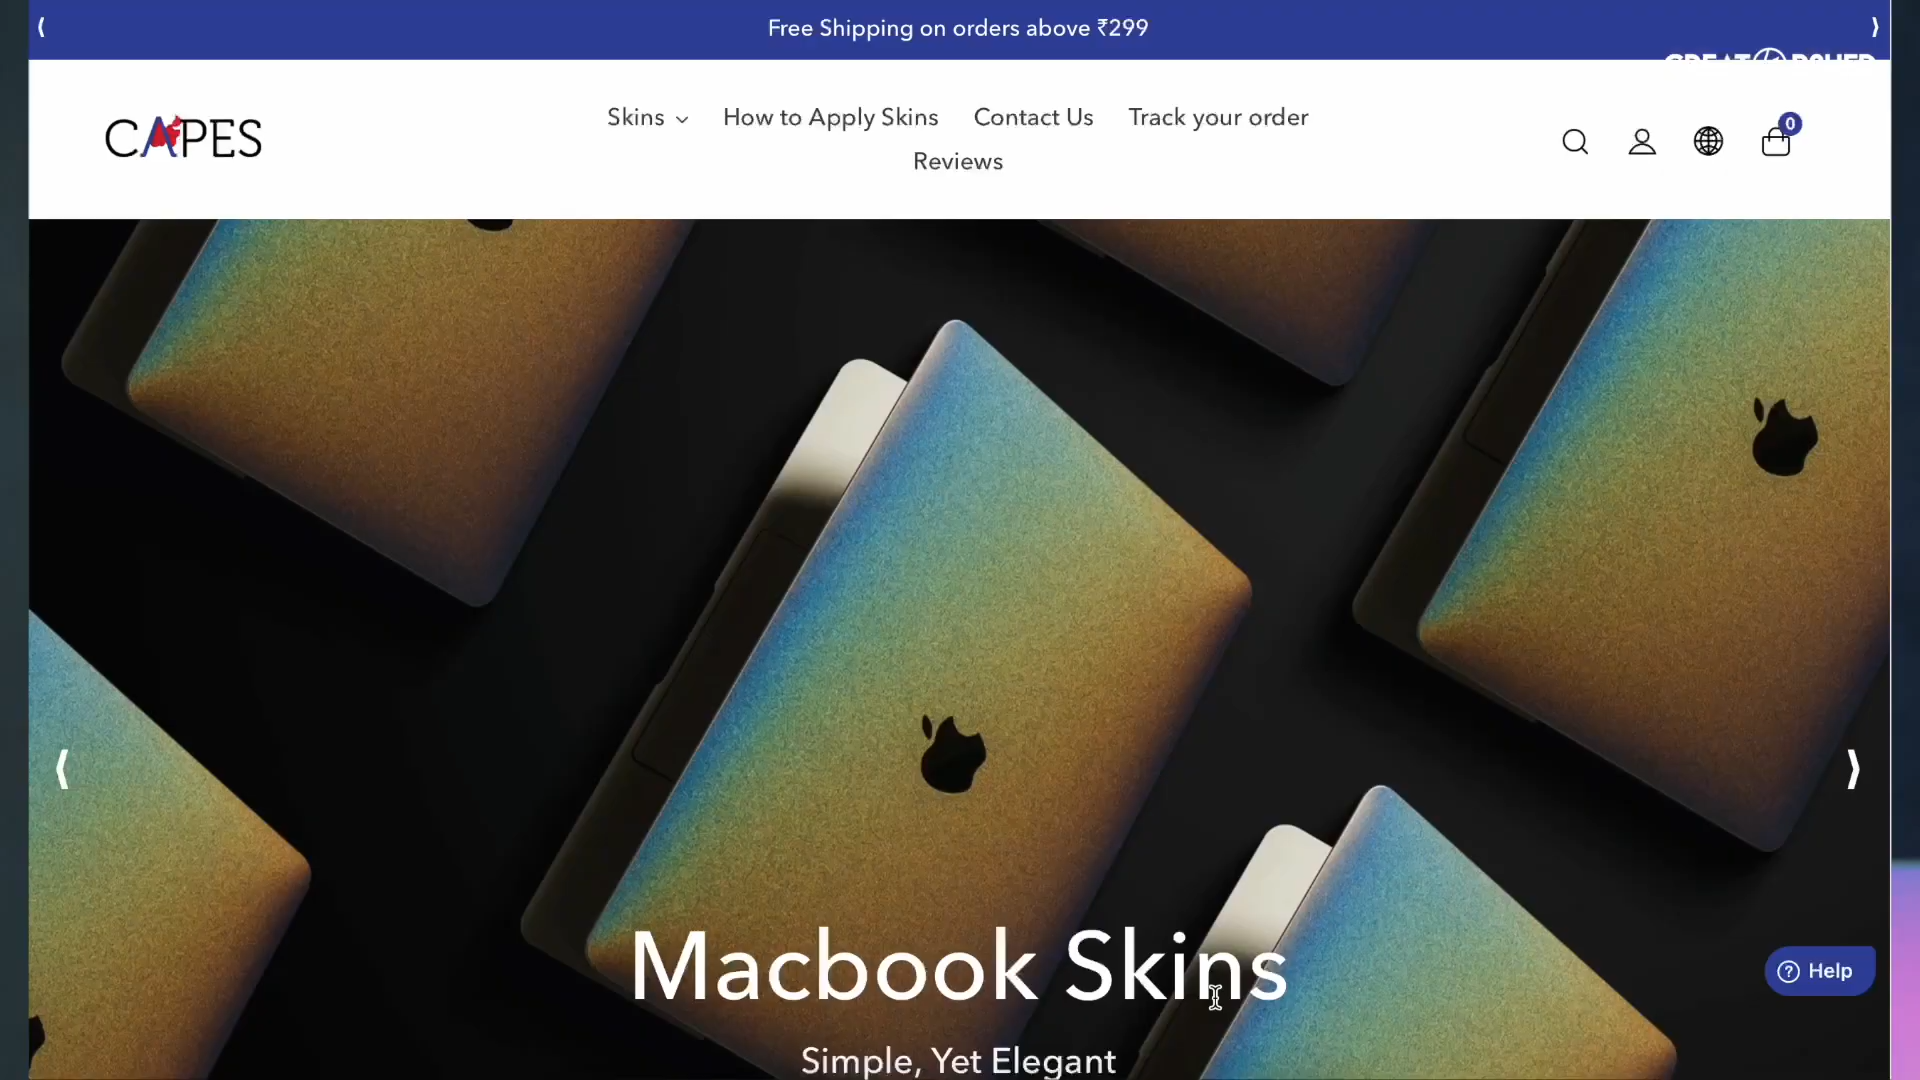 Free Shipping on orders above ₹299
CAPES
Skins
How to Apply Skins
Contact Us
Track your order
Reviews
0
Macbook Skins
Simple, Yet Elegant
Help